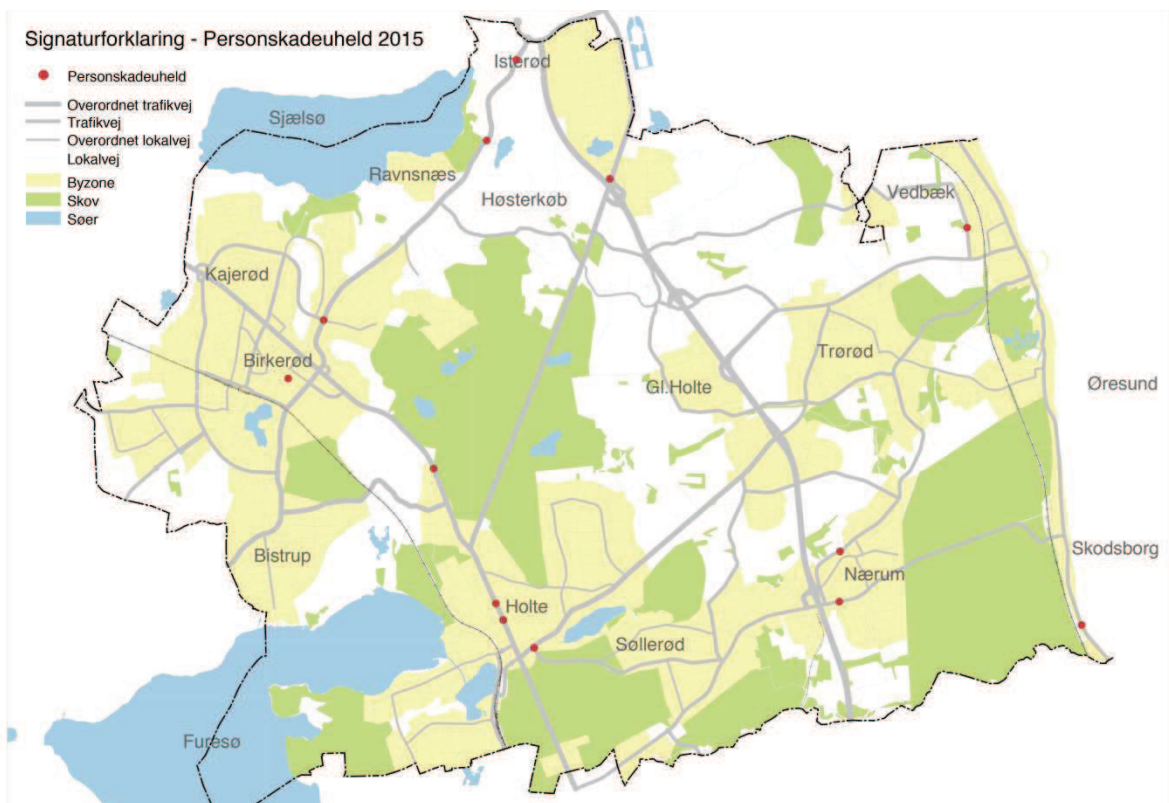 Signaturforklaring - Personskadeuheld 2015
Personskadeuheld
Overordnet trafikvej
Trafikvej
Overordnet lokalvej
Lokalvej
Byzone
Skov
Søer
Isterød
Sjælsø
Ravnsnæs
Høsterkøb
Vedbæk
Kajerød
Birkerød
Trørød
Gl.Holte
Øresund
Bistrup
Skodsborg
Nærum
Holte
Søllerød
Furesø